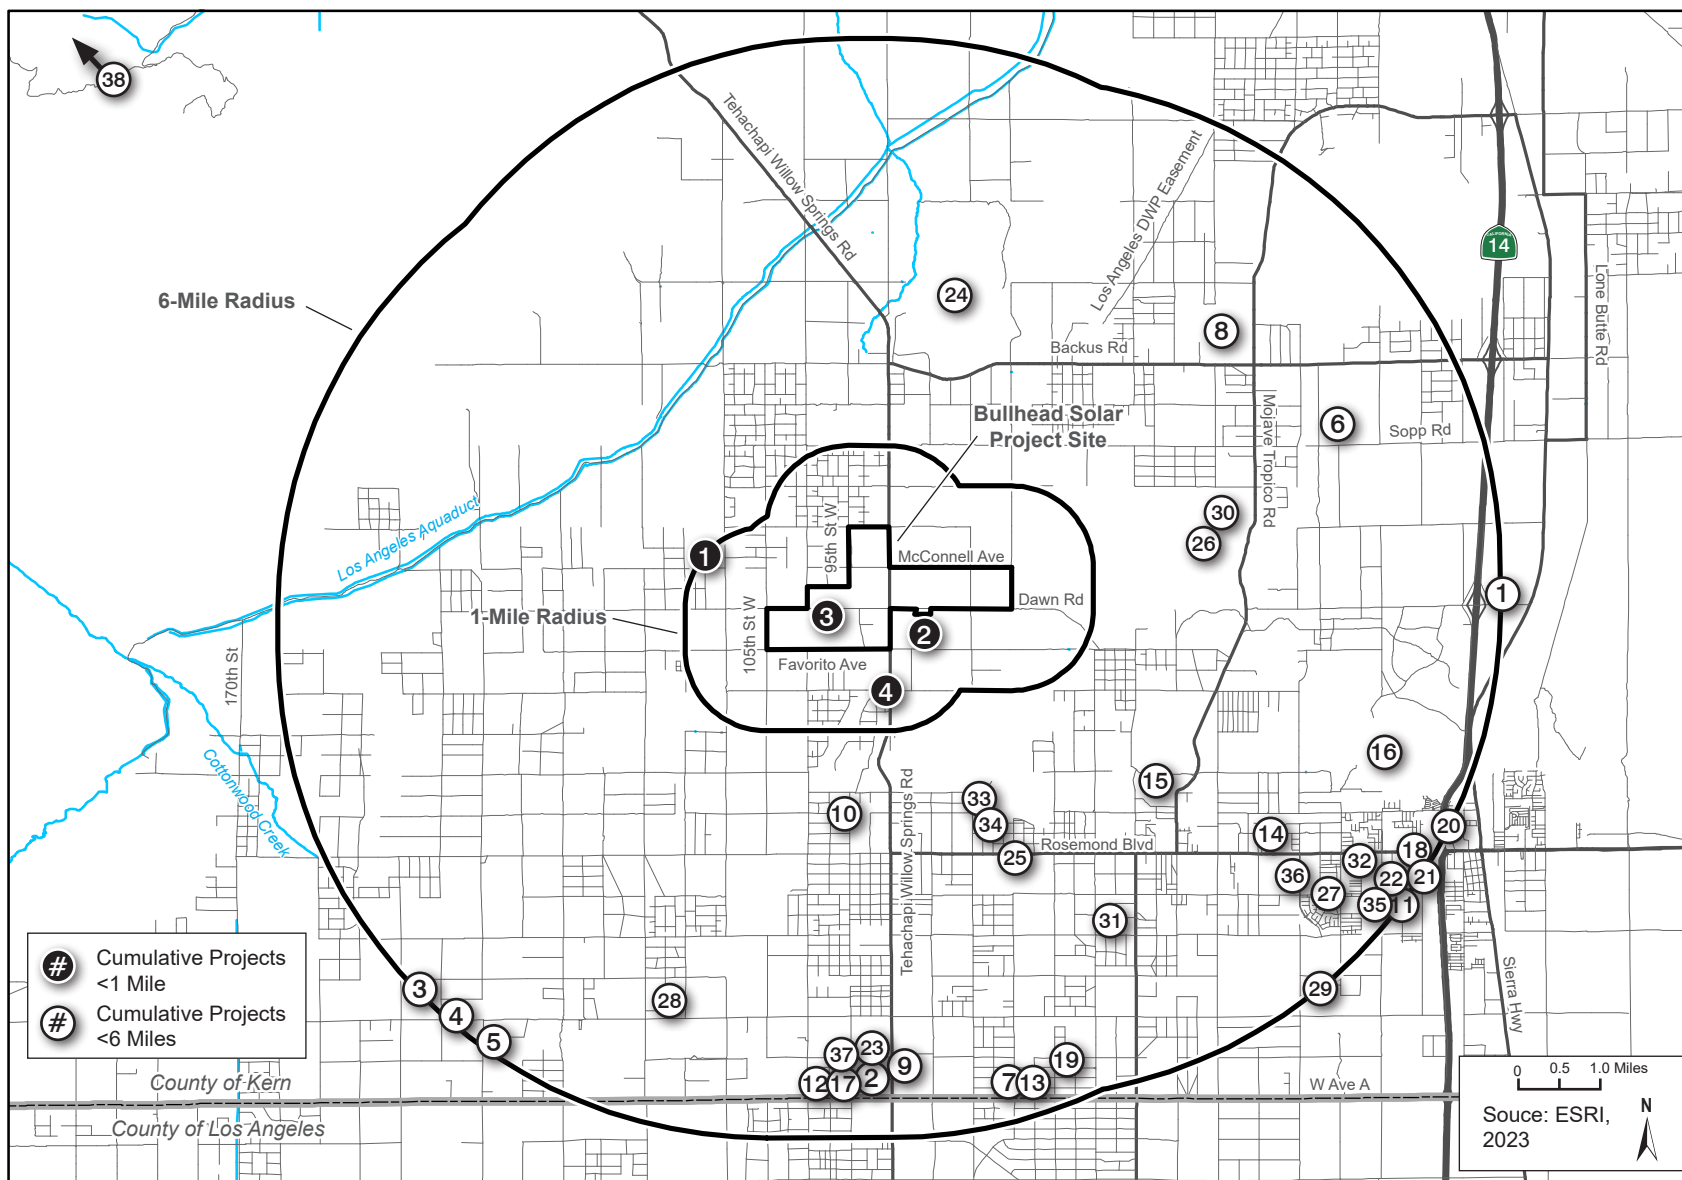 38
Tehachapi Willow Springs Rd
Los Angeles DWP Easement
CALIFORNIA
14
Lone Butte Rd
6-Mile Radius
24
8
Backus Rd
Mojave Tropico Rd
Bullhead Solar
Project Site
6
Sopp Rd
Los Angeles Aquaduct
95th St W
30
26
1
McConnell Ave
1
Dawn Rd
1-Mile Radius
3
2
105th St W
Favorito Ave
4
170th St
Cottonwood Creek
16
15
Tehachapi Willow Springs Rd
10
33
34
Rosemond Blvd
25
14
20
18
32
36
22
21
27
35
11
31
#
Cumulative Projects
<1 Mile
#
Cumulative Projects
<6 Miles
3
4
5
28
29
Sierra Hwy
37
23
9
12
17
2
7
13
19
County of Kern
County of Los Angeles
W Ave A
0 0.5 1.0 Miles
Souce: ESRI,
2023
N